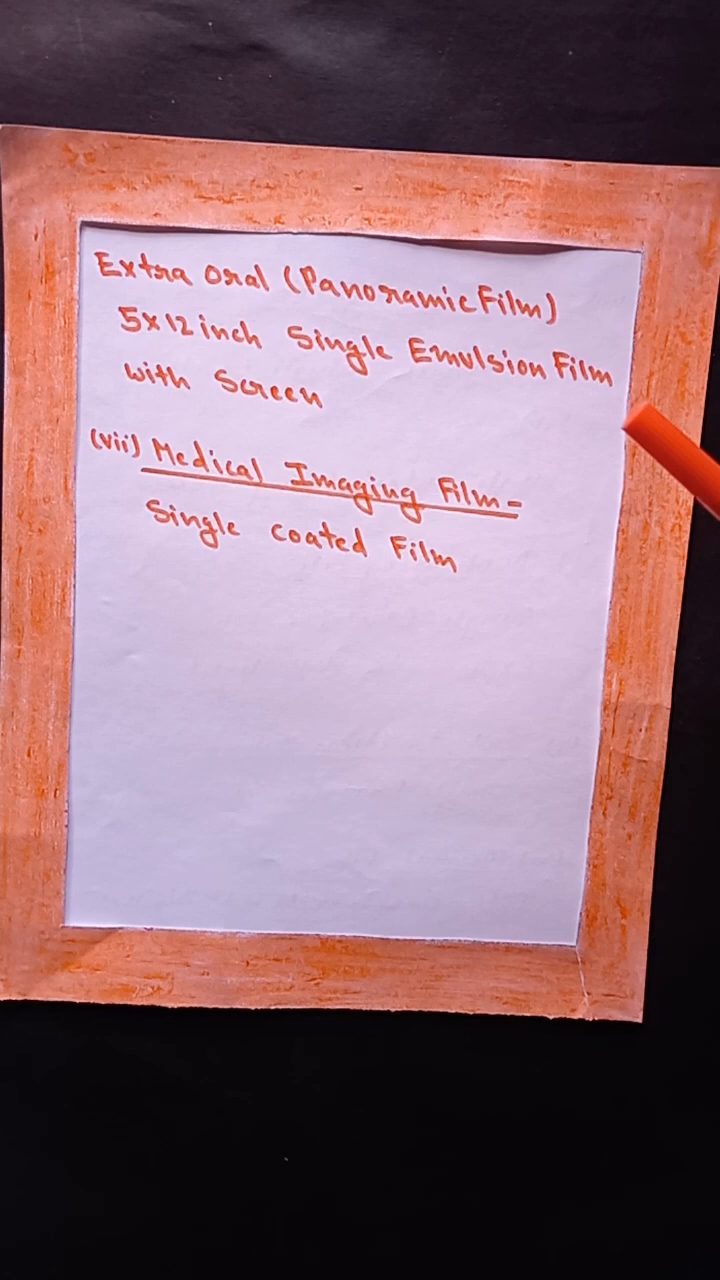 Extra oral (Panoramic Film)
5x12 inch Single Emulsion Film
with Screen
(vii) Medical Imaging Film-
Single coated Film